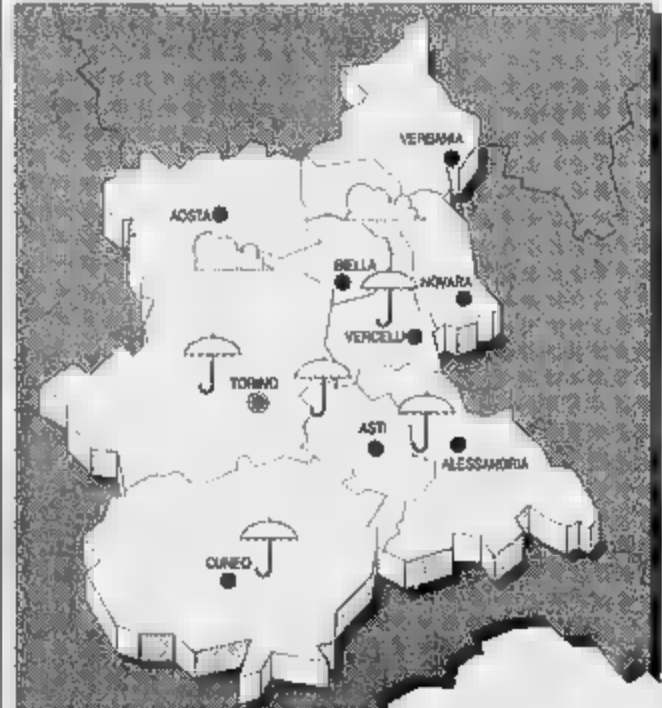 VERBANIA
AOSTA
BIELLA
NOVARA
VERCELLI
TORINO
ASTI
ALESSANDRIA
CUNEO